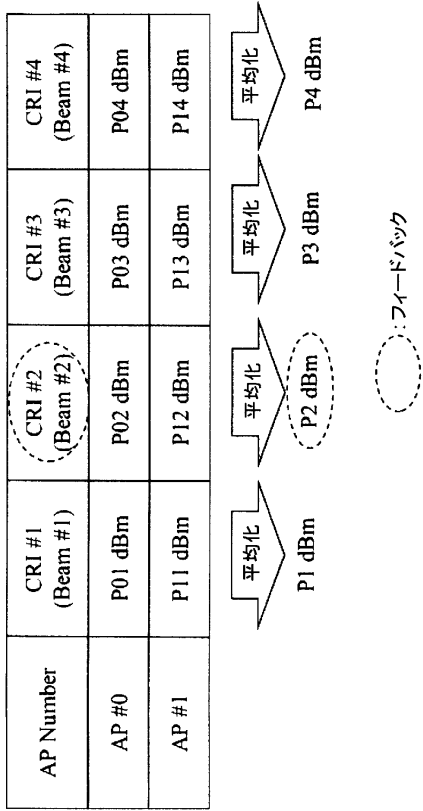 AP Number
CRI #1
(Beam #1)
CRI #2
(Beam #2)
CRI #3
(Beam #3)
CRI #4
(Beam #4)
AP #0
P01 dBm
P02 dBm
P03 dBm
P04 dBm
AP #1
P11 dBm
P12 dBm
P13 dBm
P14 dBm
平均化
平均化
平均化
平均化
P1 dBm
P2 dBm
P3 dBm
P4 dBm
:フィードバック